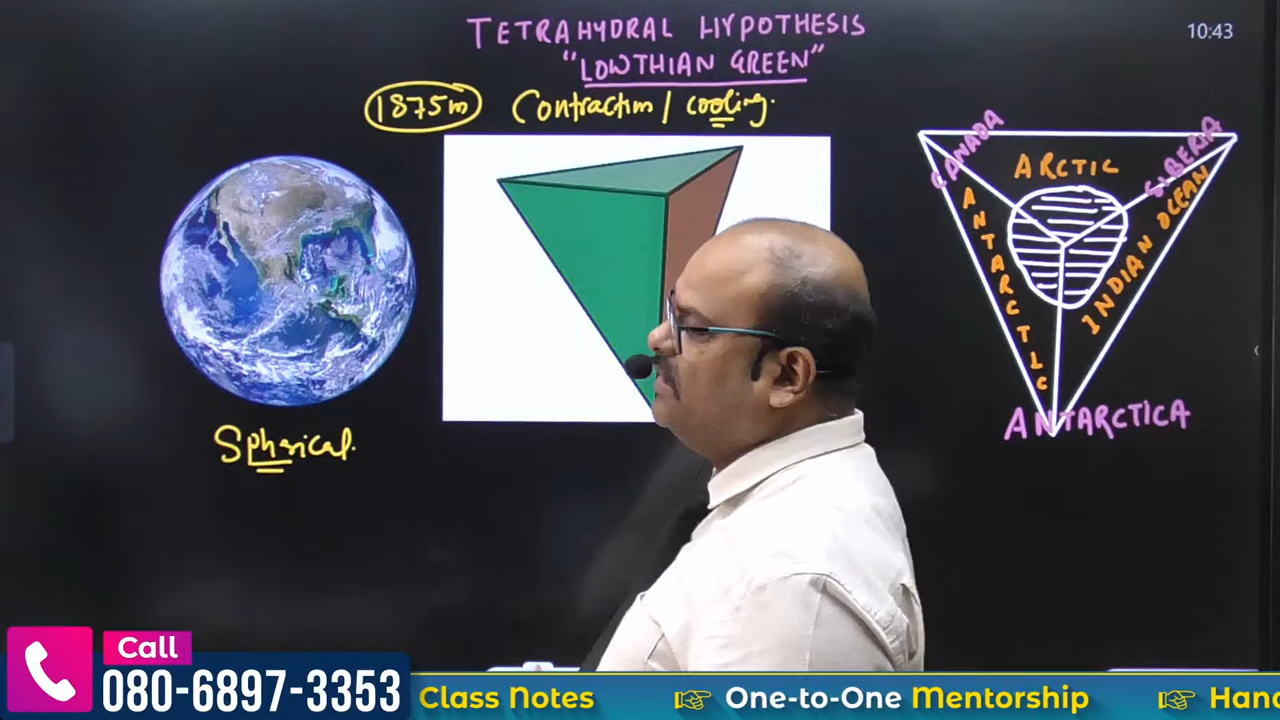 TETRAHYDRAL HYPOTHESIS
"LOWTHIAN GREEN"
10:43
1875m
Contraction / cooling.
CANADA
SIBERIA
ARCTIC
ANTARCTIC
INDIAN OCEAN
ANTARCTICA
Spherical.
Call
080-6897-3353
Class Notes
One-to-One Mentorship
Hand